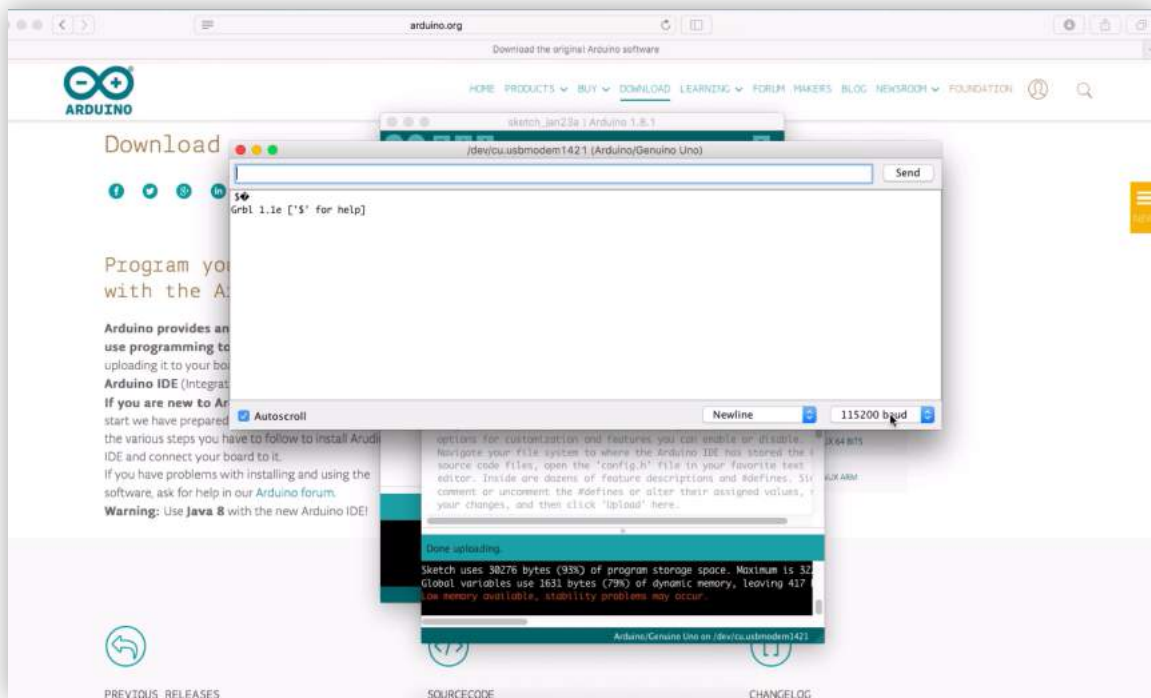 arduino.org
Download the original Arduino software
ARDUINO
HOME PRODUCTS BUY DOWNLOAD LEARNING FORUM MAKERS BLOG NEWSROOM FOUNDATION
sketch_jan23a | Arduino 1.8.1
Download
/dev/cu.usbmodem1421 (Arduino/Genuino Uno)
Send
Grbl 1.1e ['$' for help]
Program you
with the A
Arduino provides an
use programming to
uploading it to your boa
Arduino IDE (Integrat
If you are new to Ar
start we have prepared
the various steps you have to follow to install Arudi
IDE and connect your board to it.
If you have problems with installing and using the
software, ask for help in our Arduino forum.
Warning: Use Java 8 with the new Arduino IDE!
Autoscroll
Newline
115200 baud
options for customization and features you can enable or disable.
Navigate your file system to where the Arduino IDE has stored the
source code files, open the 'config.h' file in your favorite text
editor. Inside are dozens of feature descriptions and #defines.
comment or uncomment the #defines or alter their assigned values,
your changes, and then click 'Upload' here.
UX 64 BITS
UX ARM
Done uploading.
Sketch uses 30276 bytes (93%) of program storage space. Maximum is 32
Global variables use 1631 bytes (79%) of dynamic memory, leaving 417
Low memory available, stability problems may occur.
Arduino/Genuino Uno on /dev/cu.usbmodem1421
PREVIOUS RELEASES
SOURCECODE
CHANGELOG